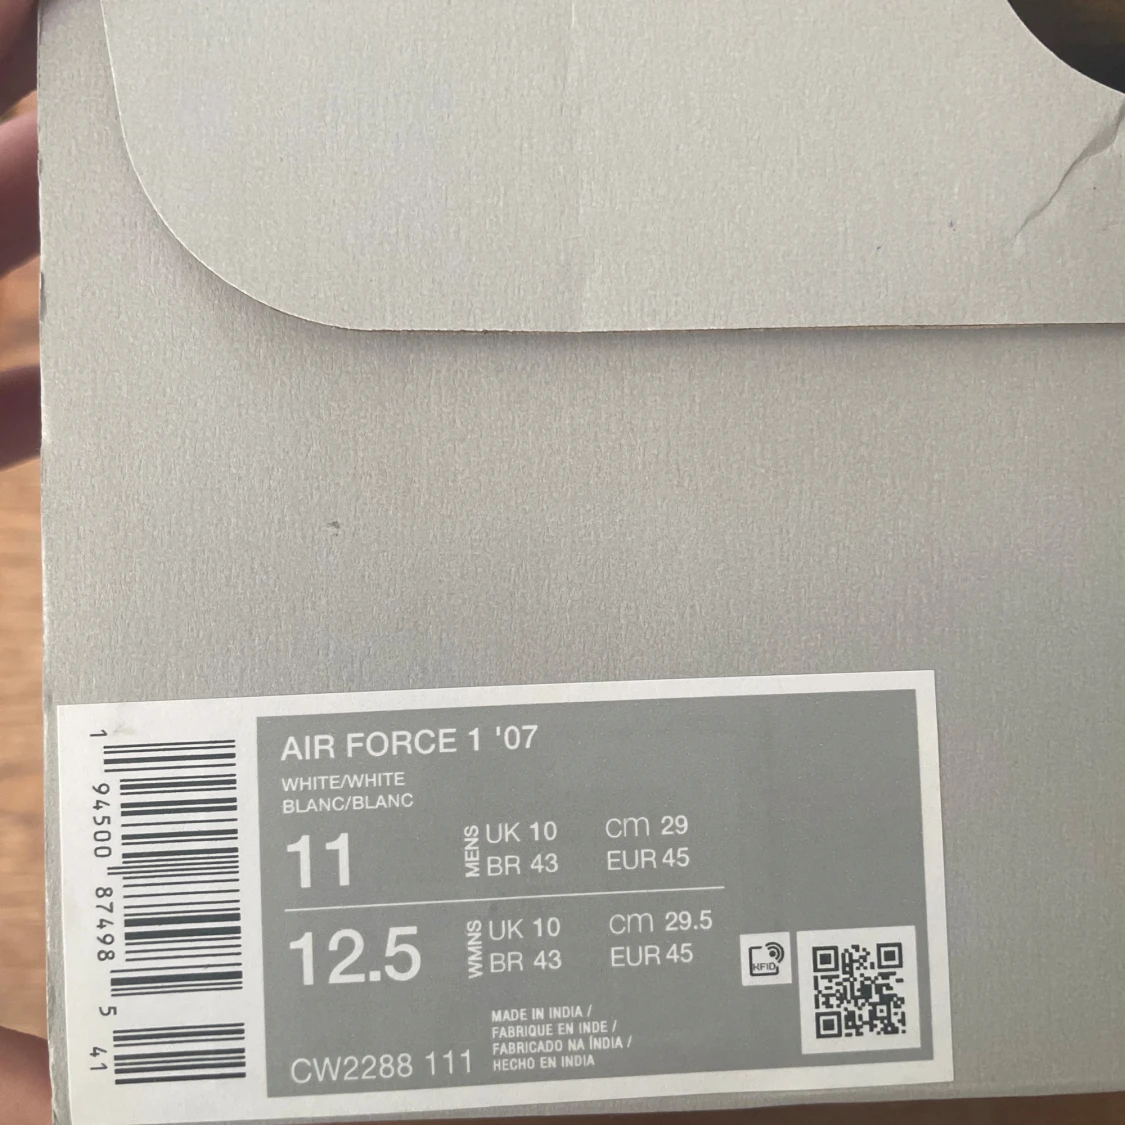 AIR FORCE 1 '07
WHITE/WHITE
BLANC/BLANC
11
MENS
UK 10
cm 29
BR 43
EUR 45
12.5
WMNS
UK 10
cm 29.5
BR 43
EUR 45
RFID
MADE IN INDIA /
FABRIQUE EN INDE /
FABRICADO NA ÍNDIA /
HECHO EN INDIA
CW2288 111
1 94500 87498 5 41